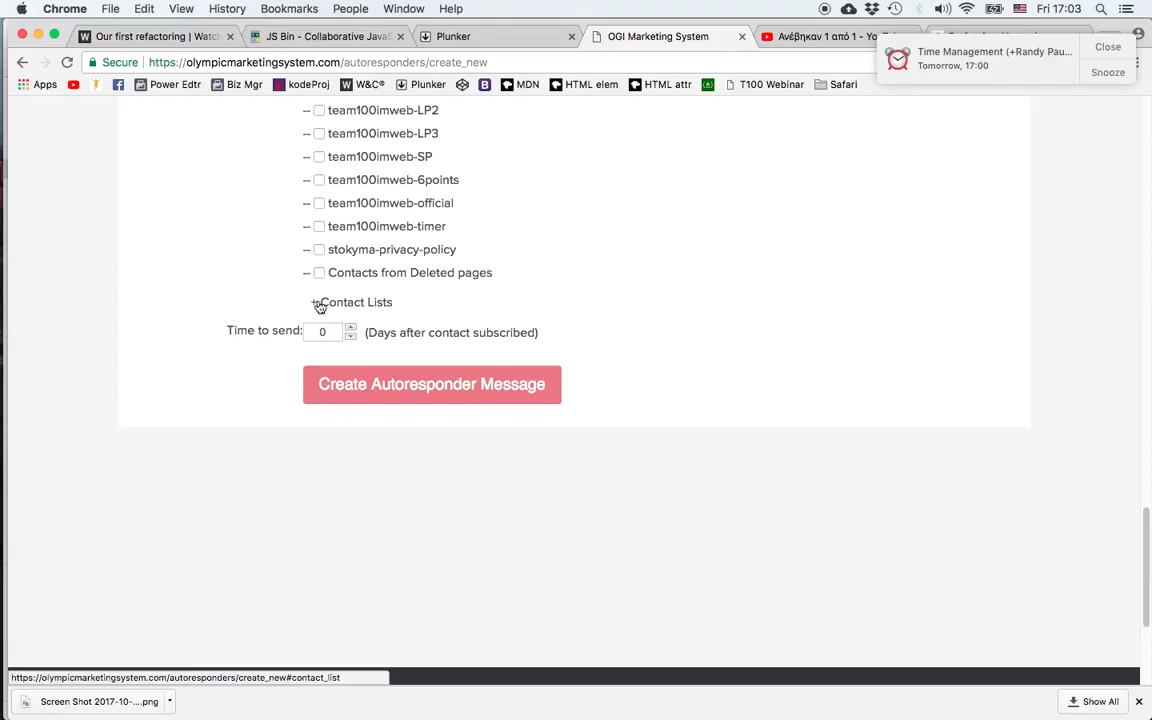 Chrome File Edit View History Bookmarks People Window Help
Fri 17:03
Our first refactoring | Watch
JS Bin - Collaborative JavaS
Plunker
OGI Marketing System
Ανέβηκαν 1 από 1 - Yo
Time Management (+Randy Pau...
Tomorrow, 17:00
Close
Snooze
Secure https://olympicmarketingsystem.com/autoresponders/create_new
Apps Power Edtr Biz Mgr kodeProj W&C® Plunker MDN HTML elem HTML attr T100 Webinar Safari
-- team100imweb-LP2
-- team100imweb-LP3
-- team100imweb-SP
-- team100imweb-6points
-- team100imweb-official
-- team100imweb-timer
-- stokyma-privacy-policy
-- Contacts from Deleted pages
+ Contact Lists
Time to send: 0 (Days after contact subscribed)
Create Autoresponder Message
https://olympicmarketingsystem.com/autoresponders/create_new#contact_list
Screen Shot 2017-10-....png
Show All